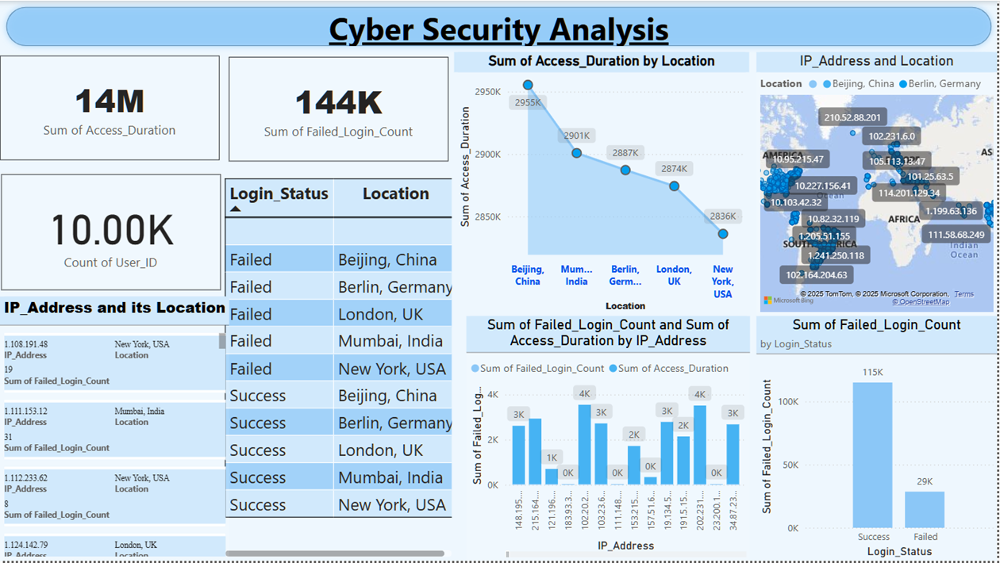 Cyber Security Analysis
14M
Sum of Access_Duration
144K
Sum of Failed_Login_Count
10.00K
Count of User_ID
IP_Address and its Location
1.108.191.48 New York, USA
IP_Address Location
19
Sum of Failed_Login_Count
1.111.153.12 Mumbai, India
IP_Address Location
31
Sum of Failed_Login_Count
1.112.233.62 New York, USA
IP_Address Location
8
Sum of Failed_Login_Count
1.124.142.79 London, UK
IP_Address Location
Login_Status Location
Failed Beijing, China
Failed Berlin, Germany
Failed London, UK
Failed Mumbai, India
Failed New York, USA
Success Beijing, China
Success Berlin, Germany
Success London, UK
Success Mumbai, India
Success New York, USA
Sum of Access_Duration by Location
Sum of Access_Duration
2950K
2900K
2850K
2955K
2901K
2887K
2874K
2836K
Beijing, China
Mum... India
Berlin, Germ...
London, UK
New York, USA
Location
IP_Address and Location
Location Beijing, China Berlin, Germany
210.52.88.201
102.231.6.0
AS
AMERICA
10.95.215.47
105.113.13.47
101.25.63.5
10.227.156.41
Ocean
114.201.129.34
10.103.42.32
1.199.63.136
AFRICA
10.82.32.119
111.58.68.249
1.205.51.155
SOUTH AMERICA
Indian
Ocean
1.241.250.118
102.164.204.63
© 2025 TomTom, © 2025 Microsoft Corporation, Terms
Microsoft Bing
© OpenStreetMap
Sum of Failed_Login_Count and Sum of
Access_Duration by IP_Address
Sum of Failed_Login_Count Sum of Access_Duration
Sum of Failed_Log...
4K
2K
0K
3K
1K
0K
4K
3K
0K
2K
0K
3K
2K
4K
0K
3K
148.195....
215.164....
121.196....
183.93.3...
102.20.2...
103.23.6...
111.148....
153.215....
157.51.6...
19.134.5...
1915.15...
202.231....
23.200.1...
34.87.23...
IP_Address
Sum of Failed_Login_Count
by Login_Status
Sum of Failed_Login_Count
100K
50K
0K
115K
29K
Success Failed
Login_Status